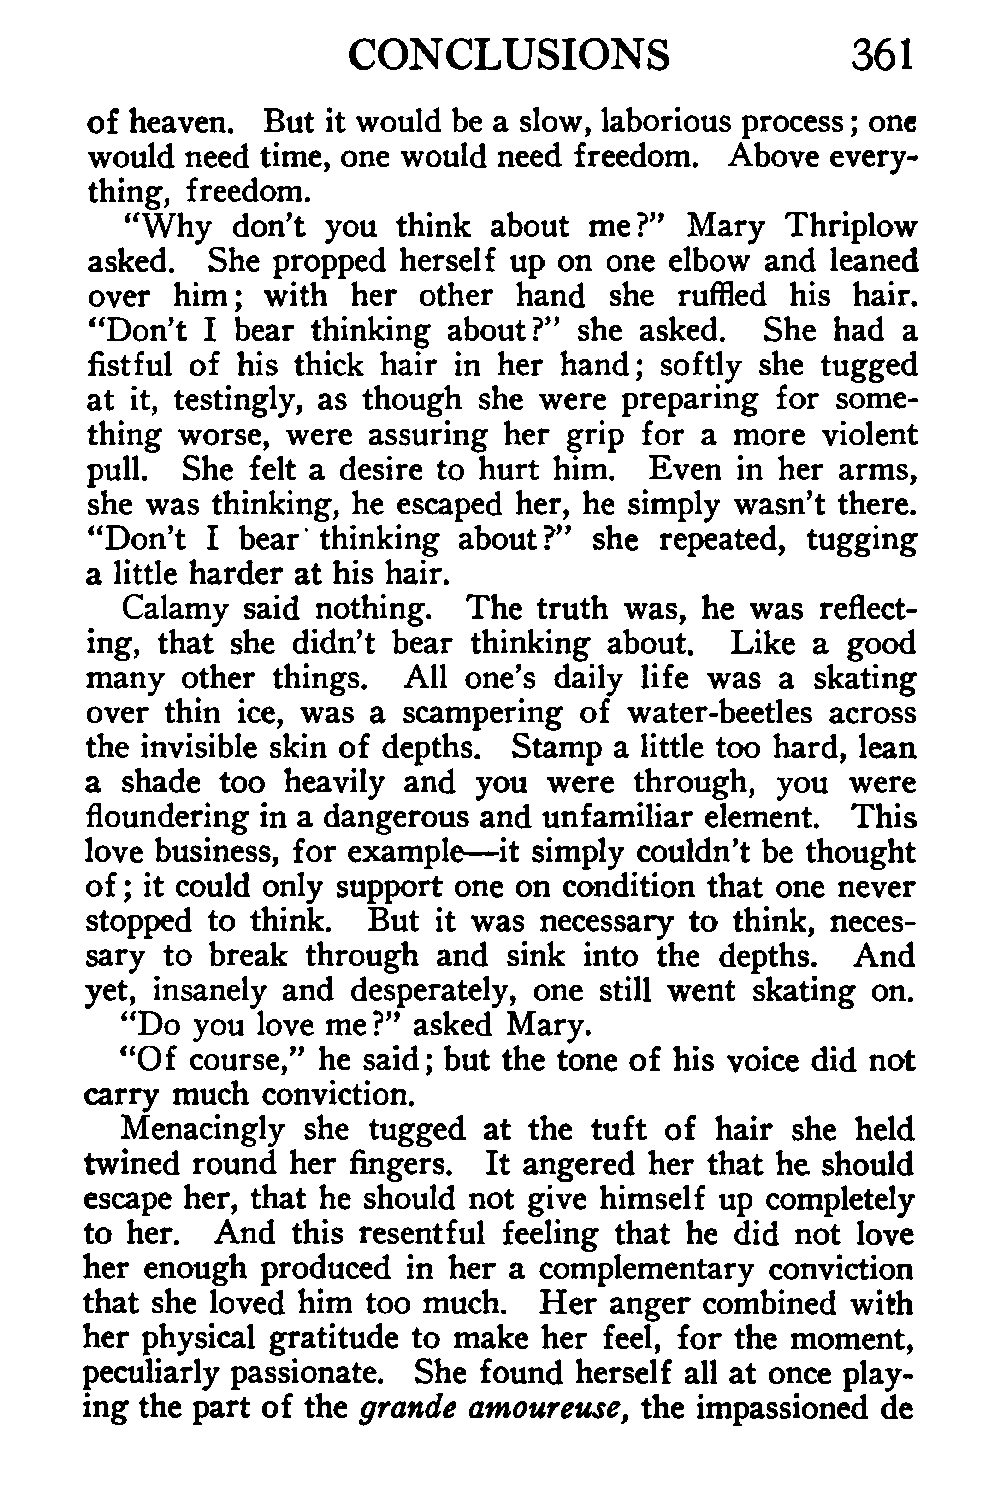 CONCLUSIONS 361
of heaven. But it would be a slow, laborious process; one
would need time, one would need freedom. Above every-
thing, freedom.
“Why don’t you think about me?” Mary Thriplow
asked. She propped herself up on one elbow and leaned
over him; with her other hand she ruffled his hair.
“Don’t I bear thinking about?” she asked. She had a
fistful of his thick hair in her hand; softly she tugged
at it, testingly, as though she were preparing for some-
thing worse, were assuring her grip for a more violent
pull. She felt a desire to hurt him. Even in her arms,
she was thinking, he escaped her, he simply wasn’t there.
“Don’t I bear thinking about?” she repeated, tugging
a little harder at his hair.
Calamy said nothing. The truth was, he was reflect-
ing, that she didn’t bear thinking about. Like a good
many other things. All one’s daily life was a skating
over thin ice, was a scampering of water-beetles across
the invisible skin of depths. Stamp a little too hard, lean
a shade too heavily and you were through, you were
floundering in a dangerous and unfamiliar element. This
love business, for example—it simply couldn’t be thought
of; it could only support one on condition that one never
stopped to think. But it was necessary to think, neces-
sary to break through and sink into the depths. And
yet, insanely and desperately, one still went skating on.
“Do you love me?” asked Mary.
“Of course,” he said; but the tone of his voice did not
carry much conviction.
Menacingly she tugged at the tuft of hair she held
twined round her fingers. It angered her that he should
escape her, that he should not give himself up completely
to her. And this resentful feeling that he did not love
her enough produced in her a complementary conviction
that she loved him too much. Her anger combined with
her physical gratitude to make her feel, for the moment,
peculiarly passionate. She found herself all at once play-
ing the part of the grande amoureuse, the impassioned de